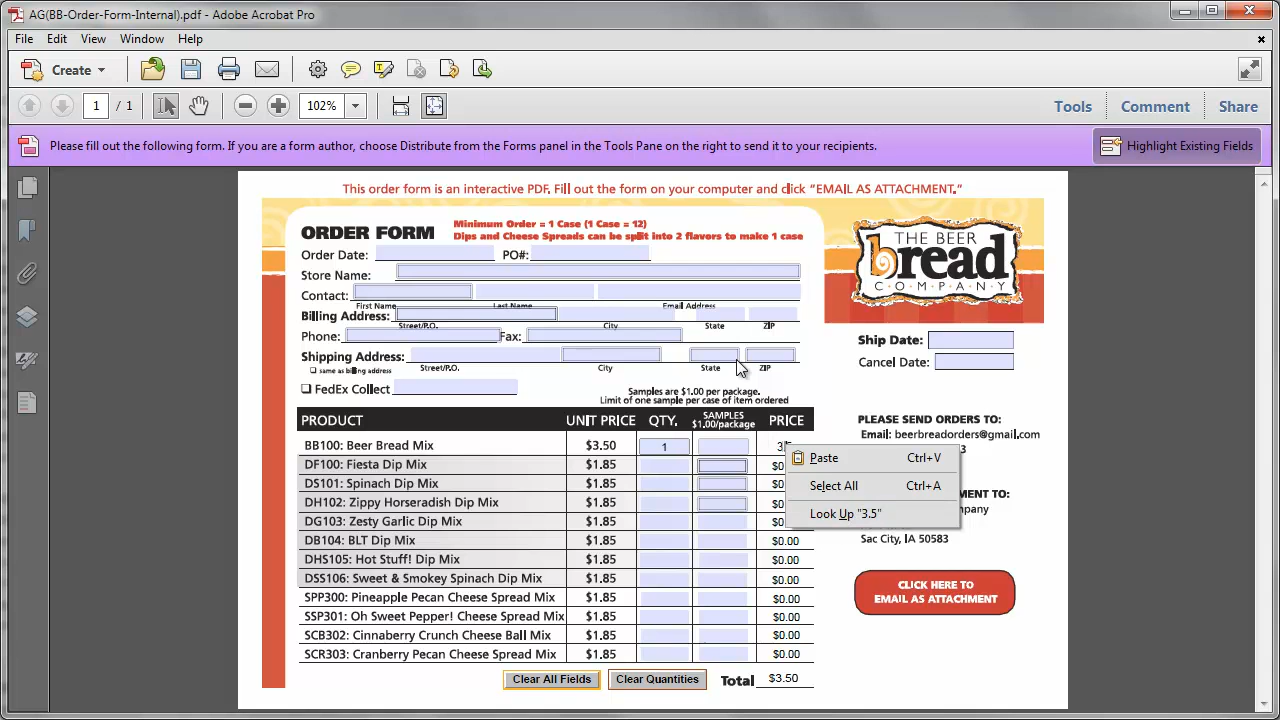 AG(BB-Order-Form-Internal).pdf - Adobe Acrobat Pro
File Edit View Window Help
Create
1 / 1 102% Tools Comment Share
Please fill out the following form. If you are a form author, choose Distribute from the Forms panel in the Tools Pane on the right to send it to your recipients. Highlight Existing Fields
This order form is an interactive PDF. Fill out the form on your computer and click “EMAIL AS ATTACHMENT.”
ORDER FORM
Minimum Order = 1 Case (1 Case = 12)
Dips and Cheese Spreads can be split into 2 flavors to make 1 case
THE BEER
bread
COMPANY
Order Date: PO#:
Store Name:
Contact:
First Name Last Name Email Address
Billing Address:
Street/P.O. City State ZIP
Phone: Fax:
Shipping Address:
same as billing address Street/P.O. City State ZIP
FedEx Collect
Samples are $1.00 per package.
Limit of one sample per case of item ordered
Ship Date:
Cancel Date:
PRODUCT UNIT PRICE QTY. SAMPLES $1.00/package PRICE
BB100: Beer Bread Mix $3.50 1
DF100: Fiesta Dip Mix $1.85
DS101: Spinach Dip Mix $1.85
DH102: Zippy Horseradish Dip Mix $1.85
DG103: Zesty Garlic Dip Mix $1.85
DB104: BLT Dip Mix $1.85 $0.00
DHS105: Hot Stuff! Dip Mix $1.85 $0.00
DSS106: Sweet & Smokey Spinach Dip Mix $1.85 $0.00
SPP300: Pineapple Pecan Cheese Spread Mix $1.85 $0.00
SSP301: Oh Sweet Pepper! Cheese Spread Mix $1.85 $0.00
SCB302: Cinnaberry Crunch Cheese Ball Mix $1.85 $0.00
SCR303: Cranberry Pecan Cheese Spread Mix $1.85 $0.00
Clear All Fields Clear Quantities Total $3.50
Paste Ctrl+V
Select All Ctrl+A
Look Up "3.5"
PLEASE SEND ORDERS TO:
Email: beerbreadorders@gmail.com
Sac City, IA 50583
CLICK HERE TO
EMAIL AS ATTACHMENT